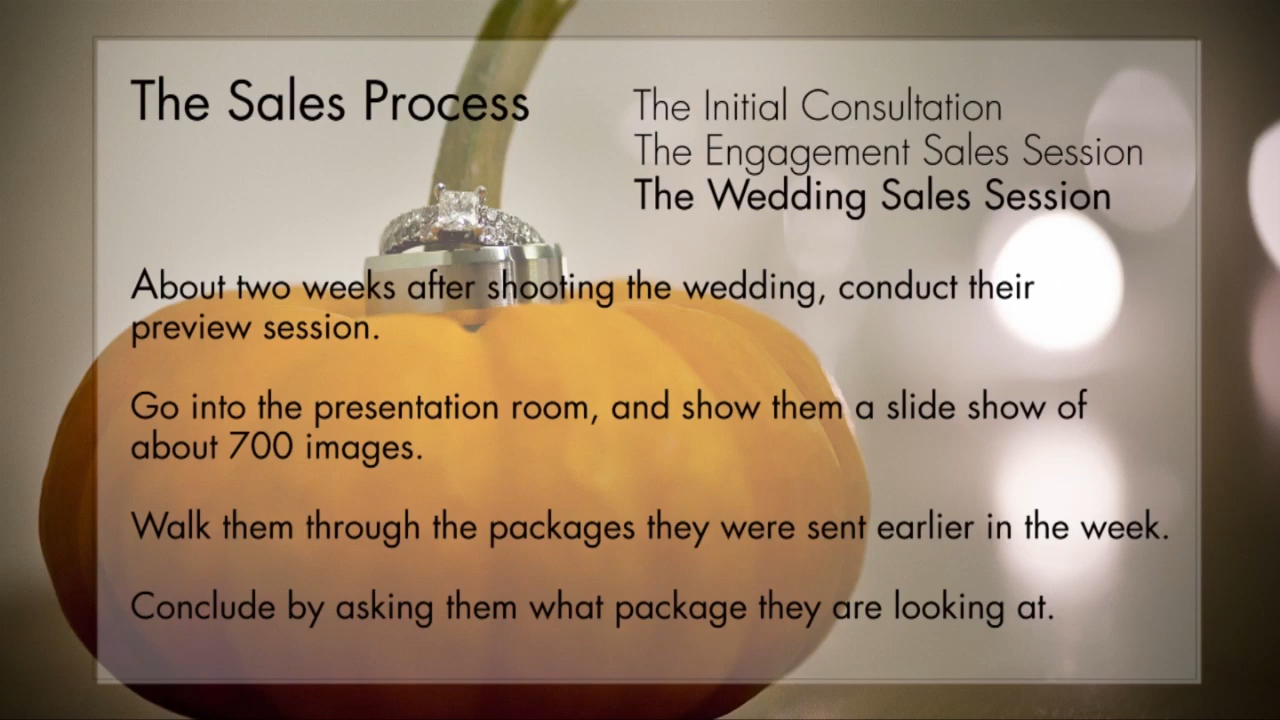 The Sales Process
The Initial Consultation
The Engagement Sales Session
The Wedding Sales Session
About two weeks after shooting the wedding, conduct their
preview session.
Go into the presentation room, and show them a slide show of
about 700 images.
Walk them through the packages they were sent earlier in the week.
Conclude by asking them what package they are looking at.